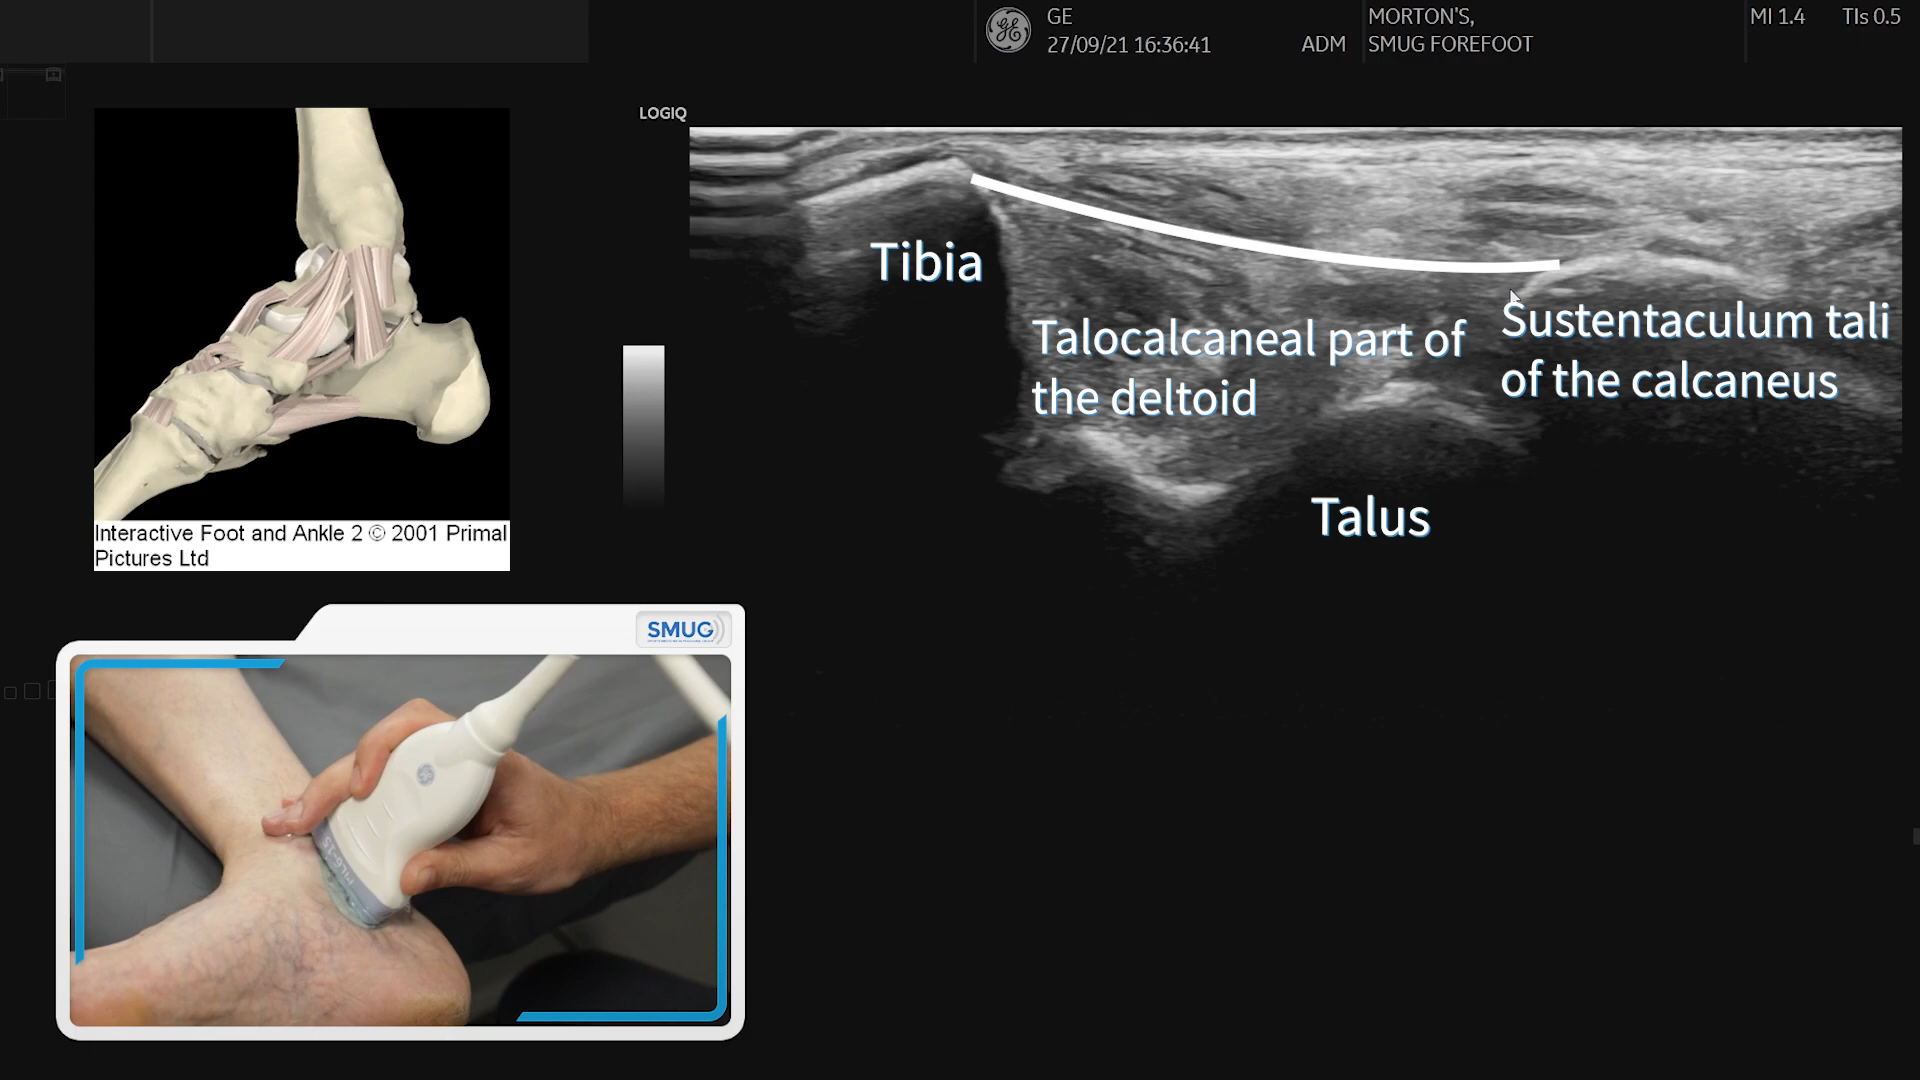 GE
27/09/21 16:36:41
ADM
MORTON'S,
SMUG FOREFOOT
MI 1.4
TIs 0.5
LOGIQ
Tibia
Talocalcaneal part of
the deltoid
Sustentaculum tali
of the calcaneus
Talus
Interactive Foot and Ankle 2 © 2001 Primal
Pictures Ltd
SMUG
ML6-15